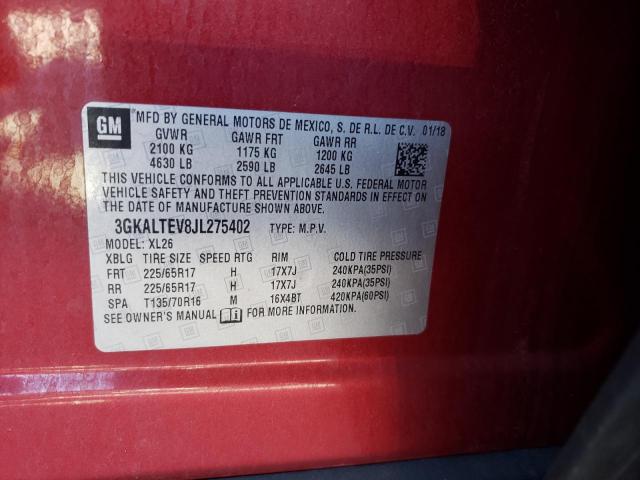 GM
MFD BY GENERAL MOTORS DE MEXICO, S. DE R.L. DE C.V. 01/18
GVWR GAWR FRT GAWR RR
2100 KG 1175 KG 1200 KG
4630 LB 2590 LB 2645 LB
THIS VEHICLE CONFORMS TO ALL APPLICABLE U.S. FEDERAL MOTOR
VEHICLE SAFETY AND THEFT PREVENTION STANDARDS IN EFFECT ON
THE DATE OF MANUFACTURE SHOWN ABOVE.
3GKALTEV8JL275402 TYPE: M.P.V.
MODEL: XL26
XBLG TIRE SIZE SPEED RTG RIM COLD TIRE PRESSURE
FRT 225/65R17 H 17X7J 240KPA(35PSI)
RR 225/65R17 H 17X7J 240KPA(35PSI)
SPA T135/70R16 M 16X4BT 420KPA(60PSI)
SEE OWNER'S MANUAL FOR MORE INFORMATION.